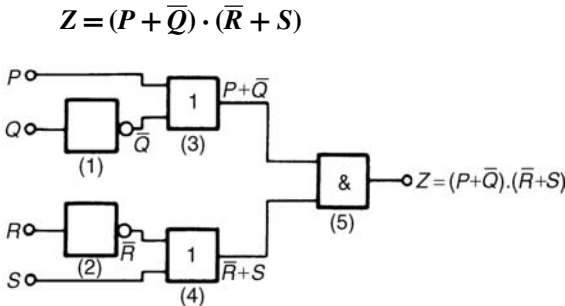 Z = (P + Q̅) · (R̅ + S)
P
1
P+Q̅
Q
Q̅
(3)
(1)
&
Z=(P+Q̅).(R̅+S)
(5)
R
R̅
(2)
1
R̅+S
S
(4)